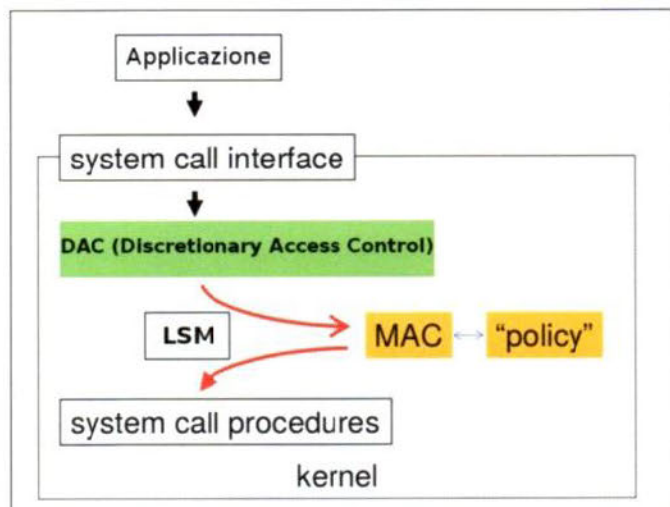 Applicazione
system call interface
DAC (Discretionary Access Control)
LSM
MAC
"policy"
system call procedures
kernel